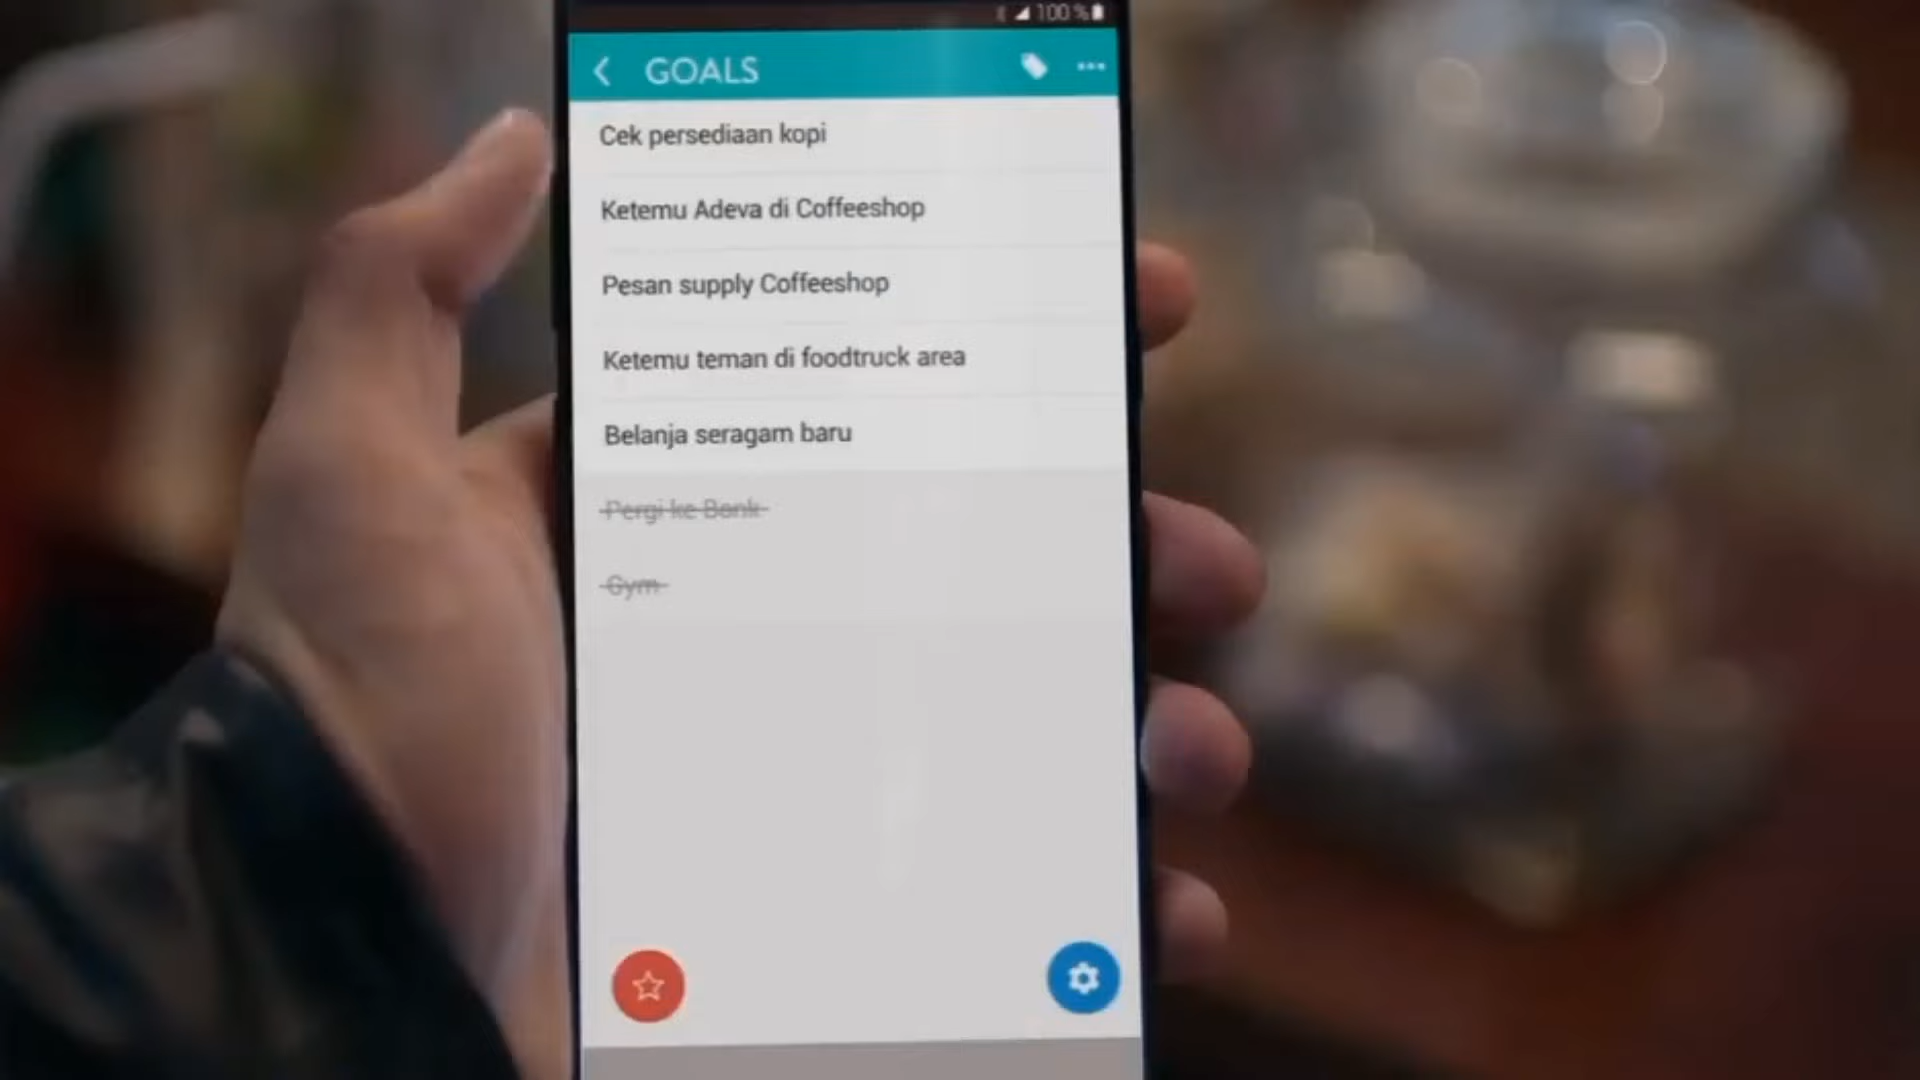 100%
GOALS
Cek persediaan kopi
Ketemu Adeva di Coffeeshop
Pesan supply Coffeeshop
Ketemu teman di foodtruck area
Belanja seragam baru
Pergi ke Bank
Gym